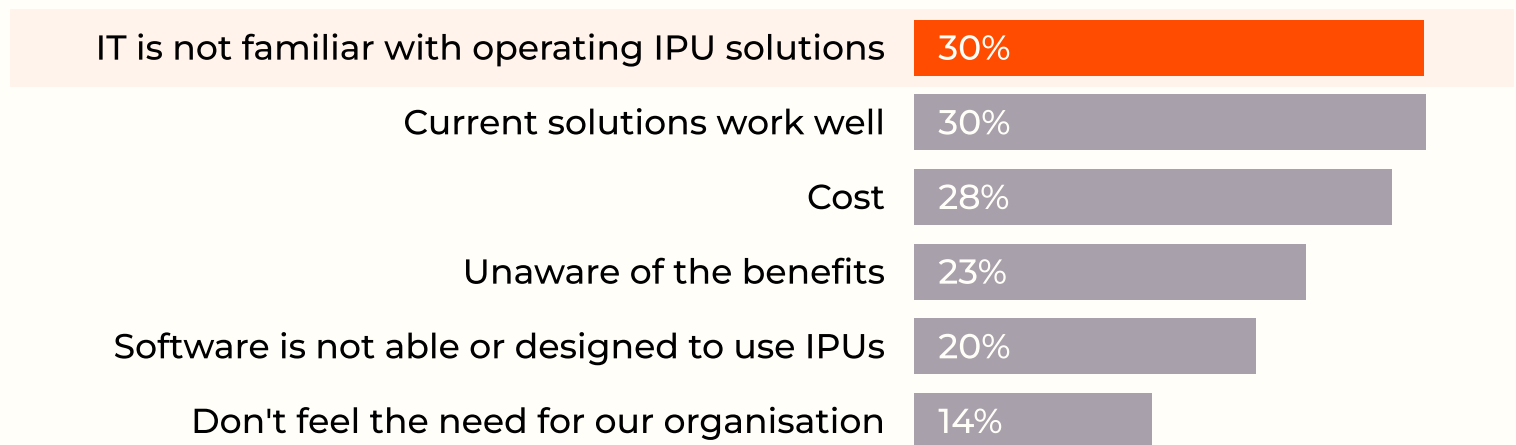 IT is not familiar with operating IPU solutions 30%
Current solutions work well 30%
Cost 28%
Unaware of the benefits 23%
Software is not able or designed to use IPUs 20%
Don't feel the need for our organisation 14%